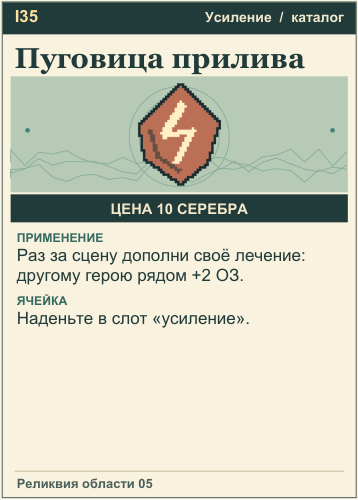 I35
Усиление / каталог
Пуговица прилива
ЦЕНА 10 СЕРЕБРА
ПРИМЕНЕНИЕ
Раз за сцену дополни своё лечение:
другому герою рядом +2 ОЗ.
ЯЧЕЙКА
Наденьте в слот «усиление».
Реликвия области 05